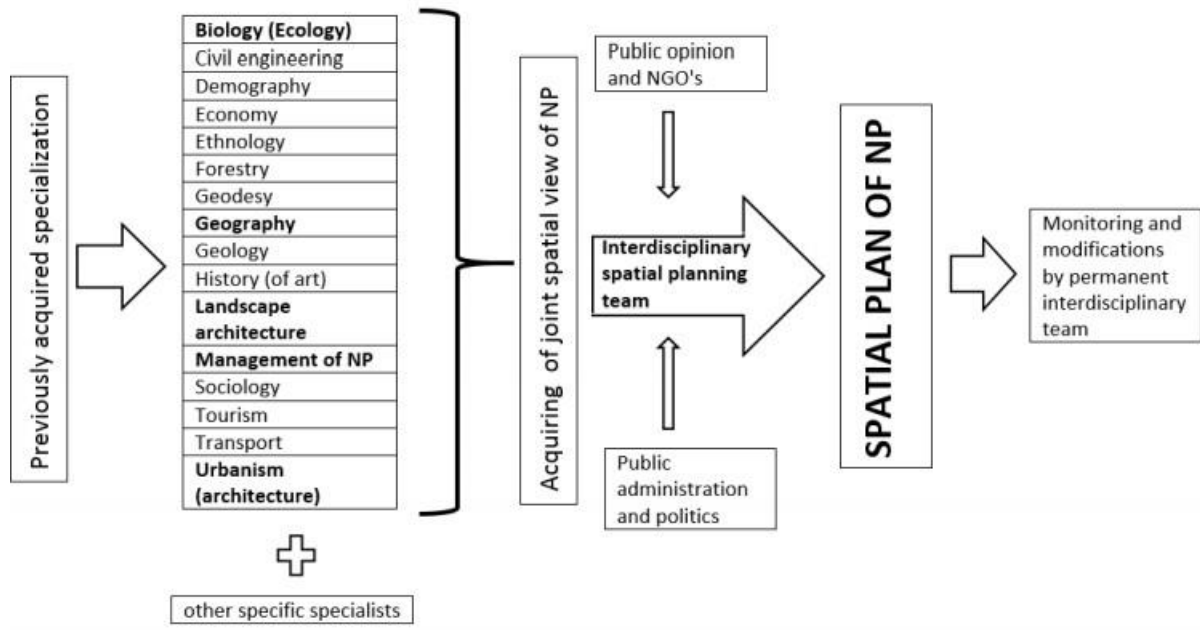 Previously acquired specialization
Biology (Ecology)
Civil engineering
Demography
Economy
Ethnology
Forestry
Geodesy
Geography
Geology
History (of art)
Landscape
architecture
Management of NP
Sociology
Tourism
Transport
Urbanism
(architecture)
other specific specialists
Acquiring of joint spatial view of NP
Public opinion
and NGO's
Interdisciplinary
spatial planning
team
Public
administration
and politics
SPATIAL PLAN OF NP
Monitoring and
modifications
by permanent
interdisciplinary
team